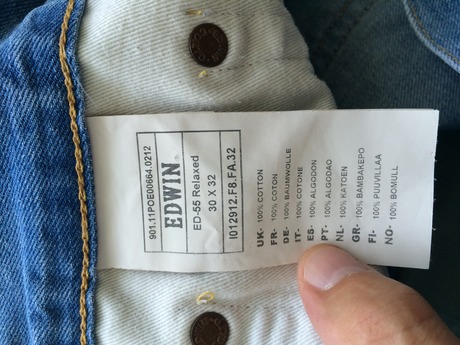 901.11POE00664.0212
EDWIN
ED-55 Relaxed
30 X 32
I012912.F8.FA.32
UK- 100% COTTON
FR- 100% COTON
DE- 100% BAUMWOLLE
IT- 100% COTONE
ES- 100% ALGODON
PT- 100% ALGODAO
NL- 100% KATOEN
GR- 100% BAMBAKEPO
FI- 100% PUUVILLAA
NO- 100% BOMULL